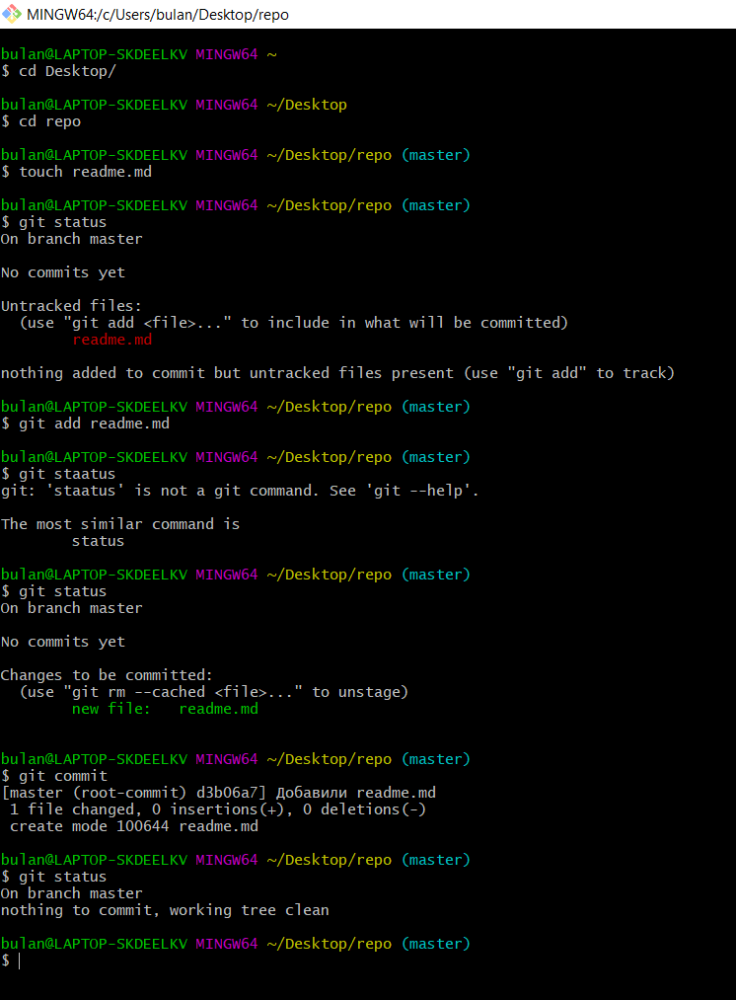 MINGW64:/c/Users/bulan/Desktop/repo
bulan@LAPTOP-SKDEELKV MINGW64 ~
$ cd Desktop/
bulan@LAPTOP-SKDEELKV MINGW64 ~/Desktop
$ cd repo
bulan@LAPTOP-SKDEELKV MINGW64 ~/Desktop/repo (master)
$ touch readme.md
bulan@LAPTOP-SKDEELKV MINGW64 ~/Desktop/repo (master)
$ git status
On branch master
No commits yet
Untracked files:
  (use "git add <file>..." to include in what will be committed)
        readme.md
nothing added to commit but untracked files present (use "git add" to track)
bulan@LAPTOP-SKDEELKV MINGW64 ~/Desktop/repo (master)
$ git add readme.md
bulan@LAPTOP-SKDEELKV MINGW64 ~/Desktop/repo (master)
$ git staatus
git: 'staatus' is not a git command. See 'git --help'.
The most similar command is
        status
bulan@LAPTOP-SKDEELKV MINGW64 ~/Desktop/repo (master)
$ git status
On branch master
No commits yet
Changes to be committed:
  (use "git rm --cached <file>..." to unstage)
        new file:   readme.md
bulan@LAPTOP-SKDEELKV MINGW64 ~/Desktop/repo (master)
$ git commit
[master (root-commit) d3b06a7] Добавили readme.md
 1 file changed, 0 insertions(+), 0 deletions(-)
 create mode 100644 readme.md
bulan@LAPTOP-SKDEELKV MINGW64 ~/Desktop/repo (master)
$ git status
On branch master
nothing to commit, working tree clean
bulan@LAPTOP-SKDEELKV MINGW64 ~/Desktop/repo (master)
$